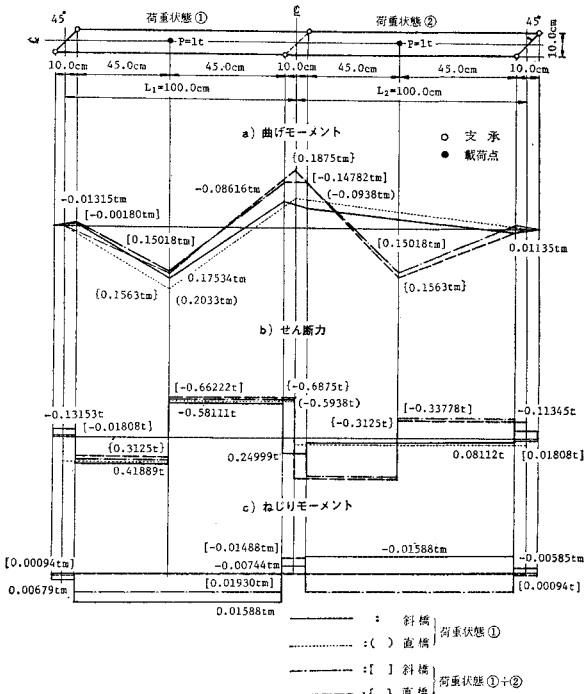 ℄
45°
荷重状態①
℄
荷重状態②
45°
P=1t
P=1t
10.0cm
10.0cm 45.0cm 45.0cm 10.0cm 45.0cm 45.0cm 10.0cm
L₁=100.0cm
L₂=100.0cm
a) 曲げモーメント
○ 支承
● 載荷点
{0.1875tm}
[-0.14782tm]
(-0.0938tm)
-0.08616tm
-0.01315tm
[-0.00180tm]
[0.15018tm]
[0.15018tm]
0.01135tm
0.17534tm
{0.1563tm}
(0.2033tm)
{0.1563tm}
b) せん断力
[-0.66222t]
{-0.6875t}
(-0.5938t)
-0.58111t
[-0.33778t]
{-0.3125t}
-0.13153t
[-0.01808t]
-0.11345t
{0.3125t}
0.41889t
0.24999t
0.08112t
[0.01808t]
c) ねじりモーメント
[-0.01488tm]
-0.00744tm
-0.01588tm
-0.00585tm
[0.00094tm]
0.00679tm
[0.01930tm]
[0.00094t]
0.01588tm
: 斜橋
:( ) 直橋
荷重状態①
:[ ] 斜橋
:{ } 直橋
荷重状態①+②